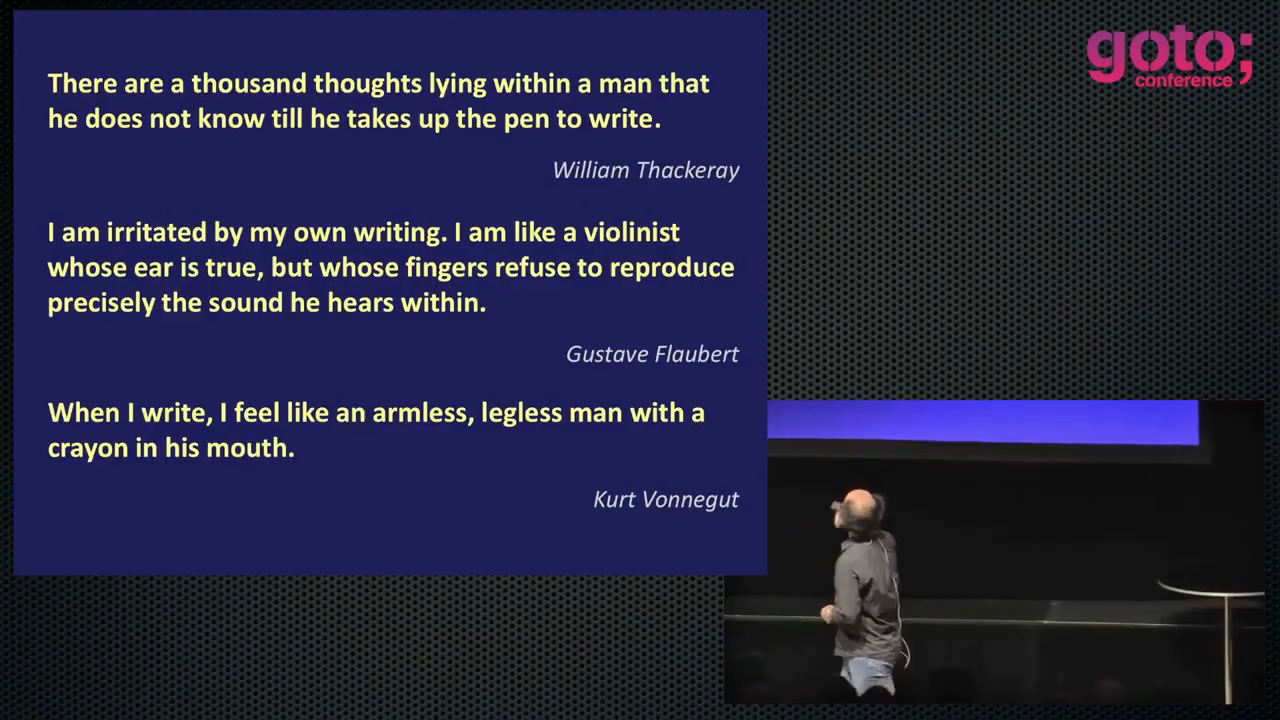 goto;
conference
There are a thousand thoughts lying within a man that
he does not know till he takes up the pen to write.
William Thackeray
I am irritated by my own writing. I am like a violinist
whose ear is true, but whose fingers refuse to reproduce
precisely the sound he hears within.
Gustave Flaubert
When I write, I feel like an armless, legless man with a
crayon in his mouth.
Kurt Vonnegut